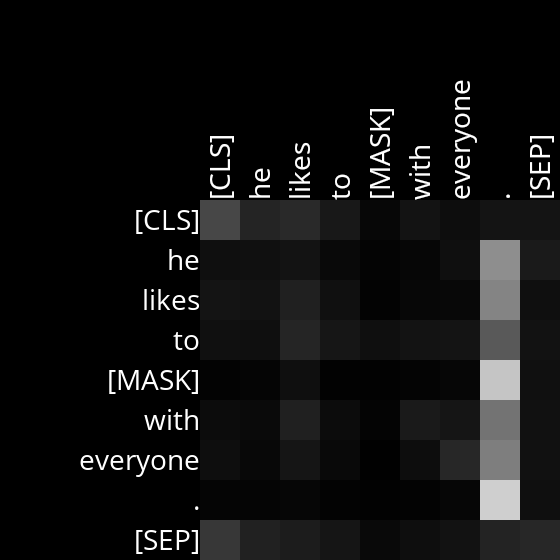 [CLS] he likes to [MASK] with everyone . [SEP]
[CLS]
he
likes
to
[MASK]
with
everyone
.
[SEP]